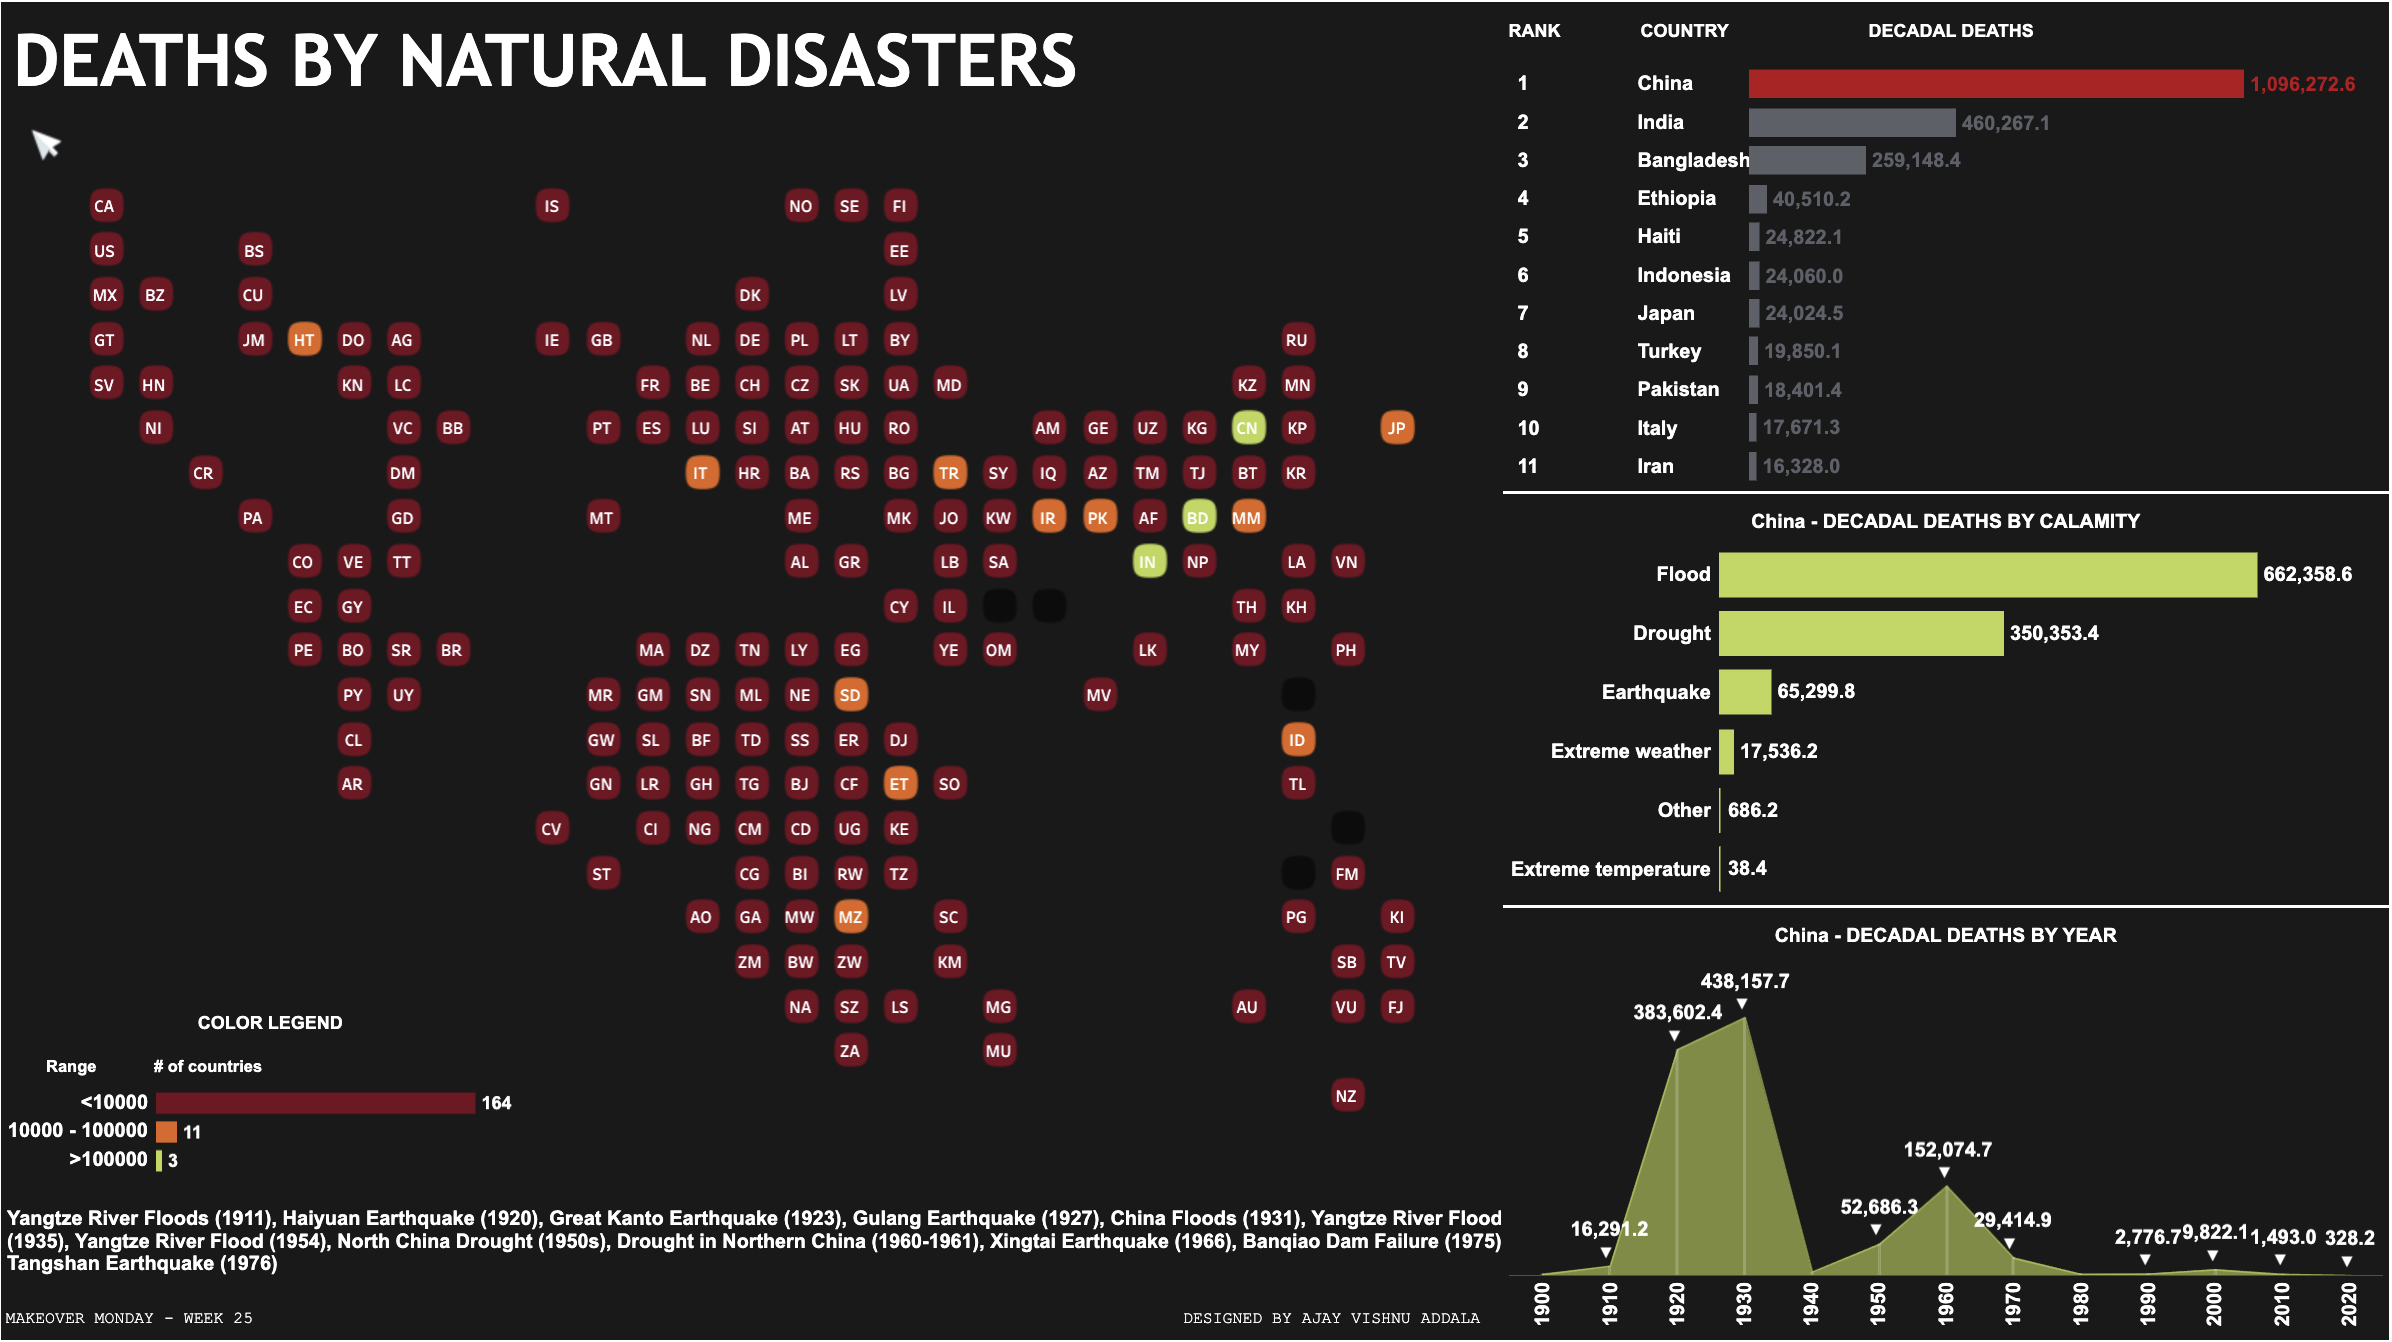 DEATHS BY NATURAL DISASTERS
CA IS NO SE FI
US BS EE
MX BZ CU DK LV
GT JM HT DO AG IE GB NL DE PL LT BY RU
SV HN KN LC FR BE CH CZ SK UA MD KZ MN
NI VC BB PT ES LU SI AT HU RO AM GE UZ KG CN KP JP
CR DM IT HR BA RS BG TR SY IQ AZ TM TJ BT KR
PA GD MT ME MK JO KW IR PK AF BD MM
CO VE TT AL GR LB SA IN NP LA VN
EC GY CY IL TH KH
PE BO SR BR MA DZ TN LY EG YE OM LK MY PH
PY UY MR GM SN ML NE SD MV
CL GW SL BF TD SS ER DJ ID
AR GN LR GH TG BJ CF ET SO TL
CV CI NG CM CD UG KE
ST CG BI RW TZ FM
AO GA MW MZ SC PG KI
ZM BW ZW KM SB TV
NA SZ LS MG AU VU FJ
ZA MU
NZ
COLOR LEGEND
Range # of countries
<10000 164
10000 - 100000 11
>100000 3
Yangtze River Floods (1911), Haiyuan Earthquake (1920), Great Kanto Earthquake (1923), Gulang Earthquake (1927), China Floods (1931), Yangtze River Flood
(1935), Yangtze River Flood (1954), North China Drought (1950s), Drought in Northern China (1960-1961), Xingtai Earthquake (1966), Banqiao Dam Failure (1975)
Tangshan Earthquake (1976)
MAKEOVER MONDAY - WEEK 25
DESIGNED BY AJAY VISHNU ADDALA
RANK COUNTRY DECADAL DEATHS
1 China 1,096,272.6
2 India 460,267.1
3 Bangladesh 259,148.4
4 Ethiopia 40,510.2
5 Haiti 24,822.1
6 Indonesia 24,060.0
7 Japan 24,024.5
8 Turkey 19,850.1
9 Pakistan 18,401.4
10 Italy 17,671.3
11 Iran 16,328.0
China - DECADAL DEATHS BY CALAMITY
Flood 662,358.6
Drought 350,353.4
Earthquake 65,299.8
Extreme weather 17,536.2
Other 686.2
Extreme temperature 38.4
China - DECADAL DEATHS BY YEAR
438,157.7
383,602.4
152,074.7
52,686.3
29,414.9
16,291.2
2,776.7 9,822.1 1,493.0 328.2
1900 1910 1920 1930 1940 1950 1960 1970 1980 1990 2000 2010 2020